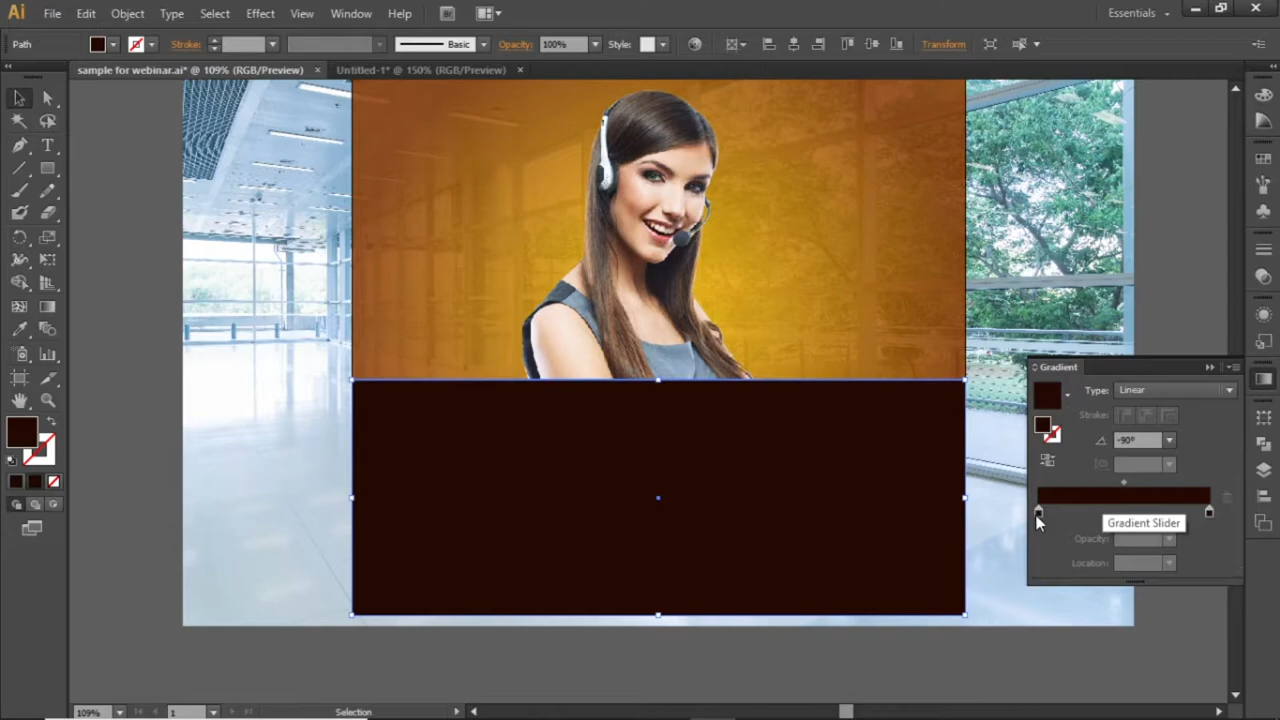 Ai File Edit Object Type Select Effect View Window Help Br Essentials
Path Stroke: Basic Opacity: 100% Style: Transform
sample for webinar.ai* @ 109% (RGB/Preview) × Untitled-1* @ 150% (RGB/Preview) ×
Gradient
Type: Linear
Stroke:
-90°
Gradient Slider
Opacity:
Location:
109% 1 Selection